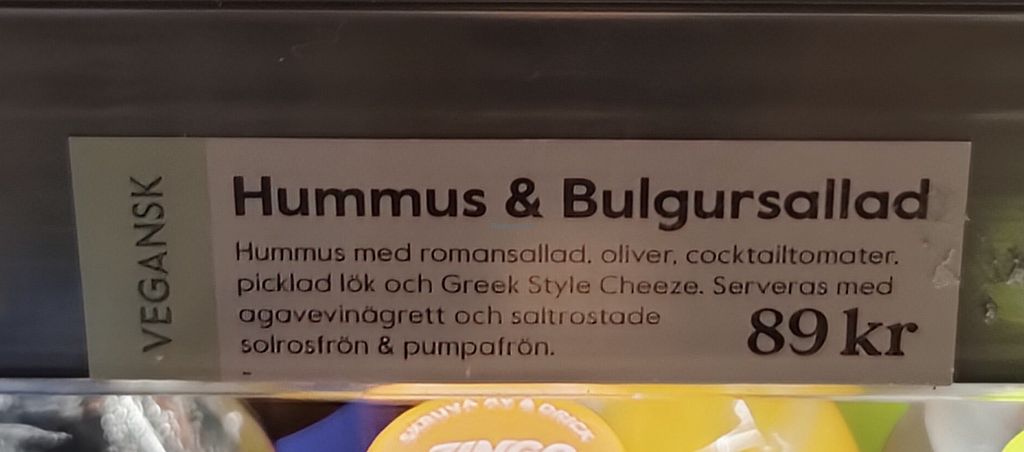 VEGANSK
Hummus & Bulgursallad
Hummus med romansallad, oliver, cocktailtomater,
picklad lök och Greek Style Cheeze. Serveras med
agavevinägrett och saltrostade
solrosfrön & pumpafrön.
89 kr